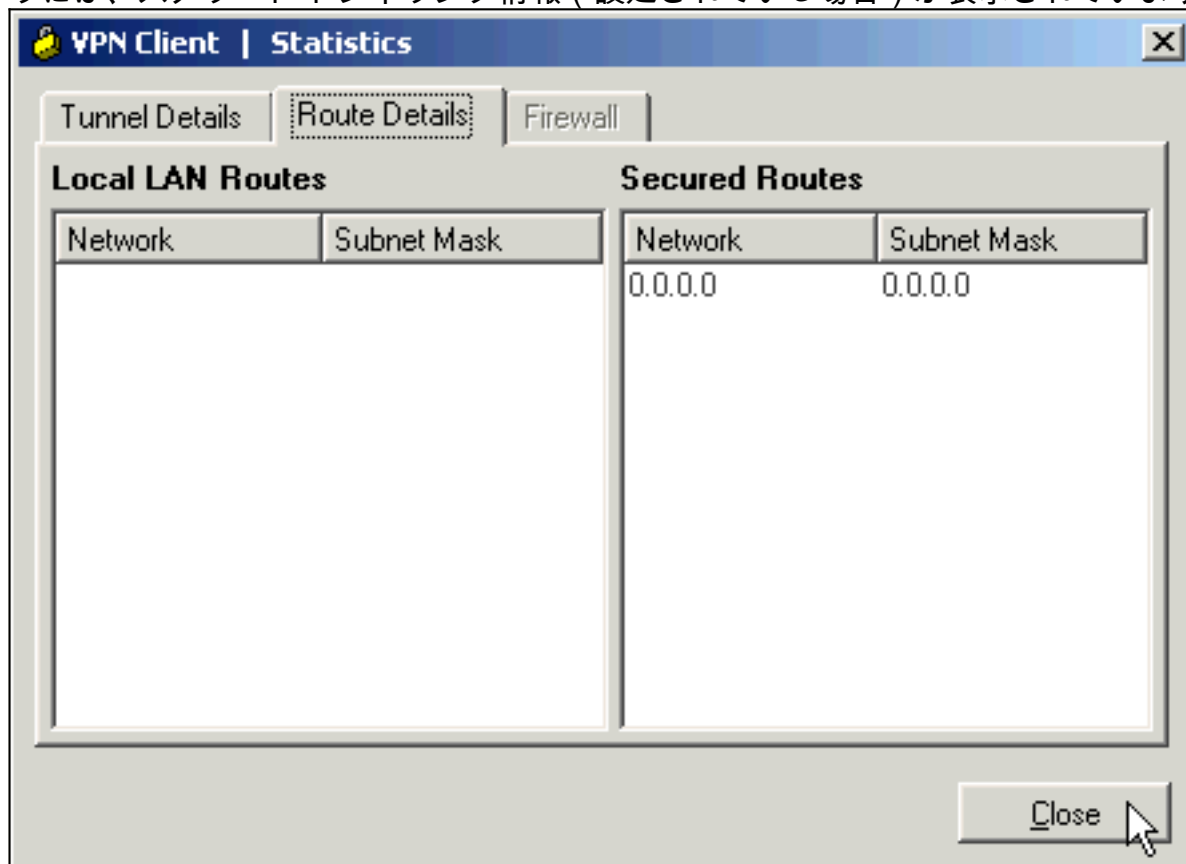 VPN Client | Statistics
Tunnel Details
Route Details
Firewall
Local LAN Routes
Network Subnet Mask
Secured Routes
Network Subnet Mask
0.0.0.0 0.0.0.0
Close